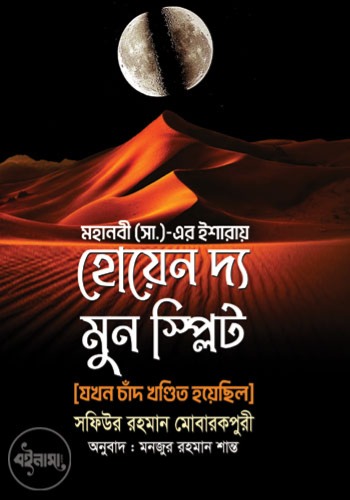 মহানবী (সা.)-এর ইশারায়
হোয়েন দ্য
মুন স্প্লিট
[যখন চাঁদ খণ্ডিত হয়েছিল]
সফিউর রহমান মোবারকপুরী
অনুবাদ : মনজুর রহমান শান্ত
বইনামা